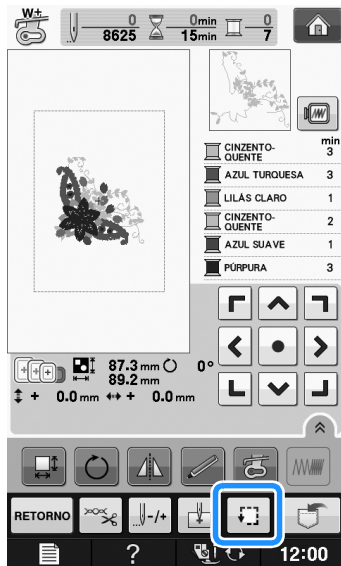 W+
0 0min 0
8625 15min 7
min
CINZENTO-
QUENTE 3
AZUL TURQUESA 3
LILÁS CLARO 1
CINZENTO-
QUENTE 2
AZUL SUAVE 1
PÚRPURA 3
87.3 mm 0°
89.2 mm
+ 0.0 mm + 0.0 mm
RETORNO -/+
? 12:00